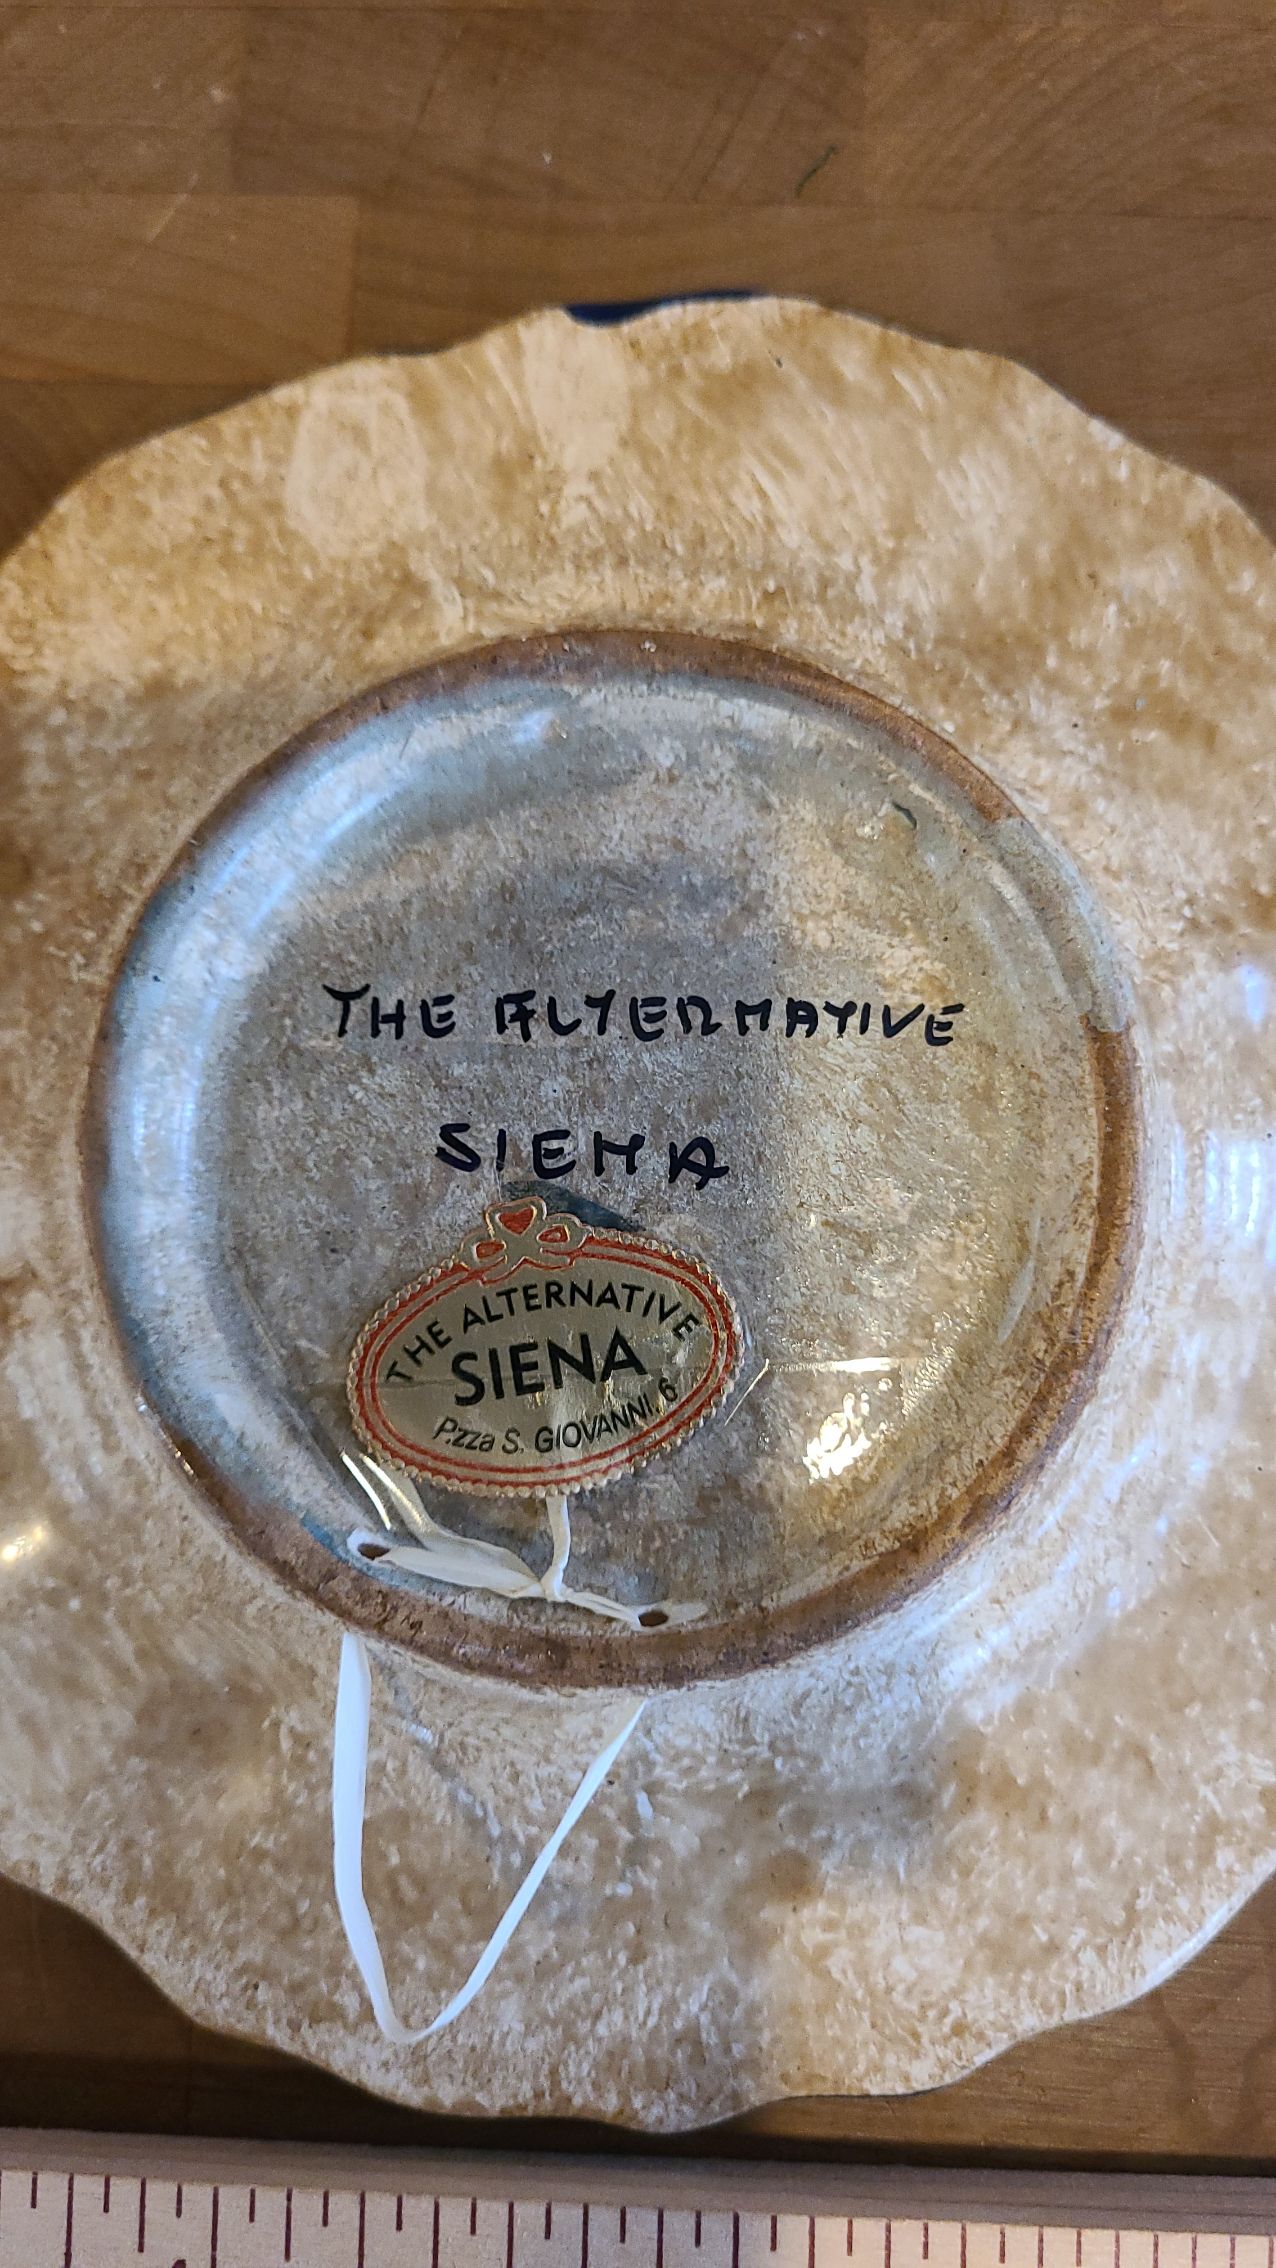 THE ALTERNATIVE
SIENA
THE ALTERNATIVE
SIENA
P.zza S. GIOVANNI, 6